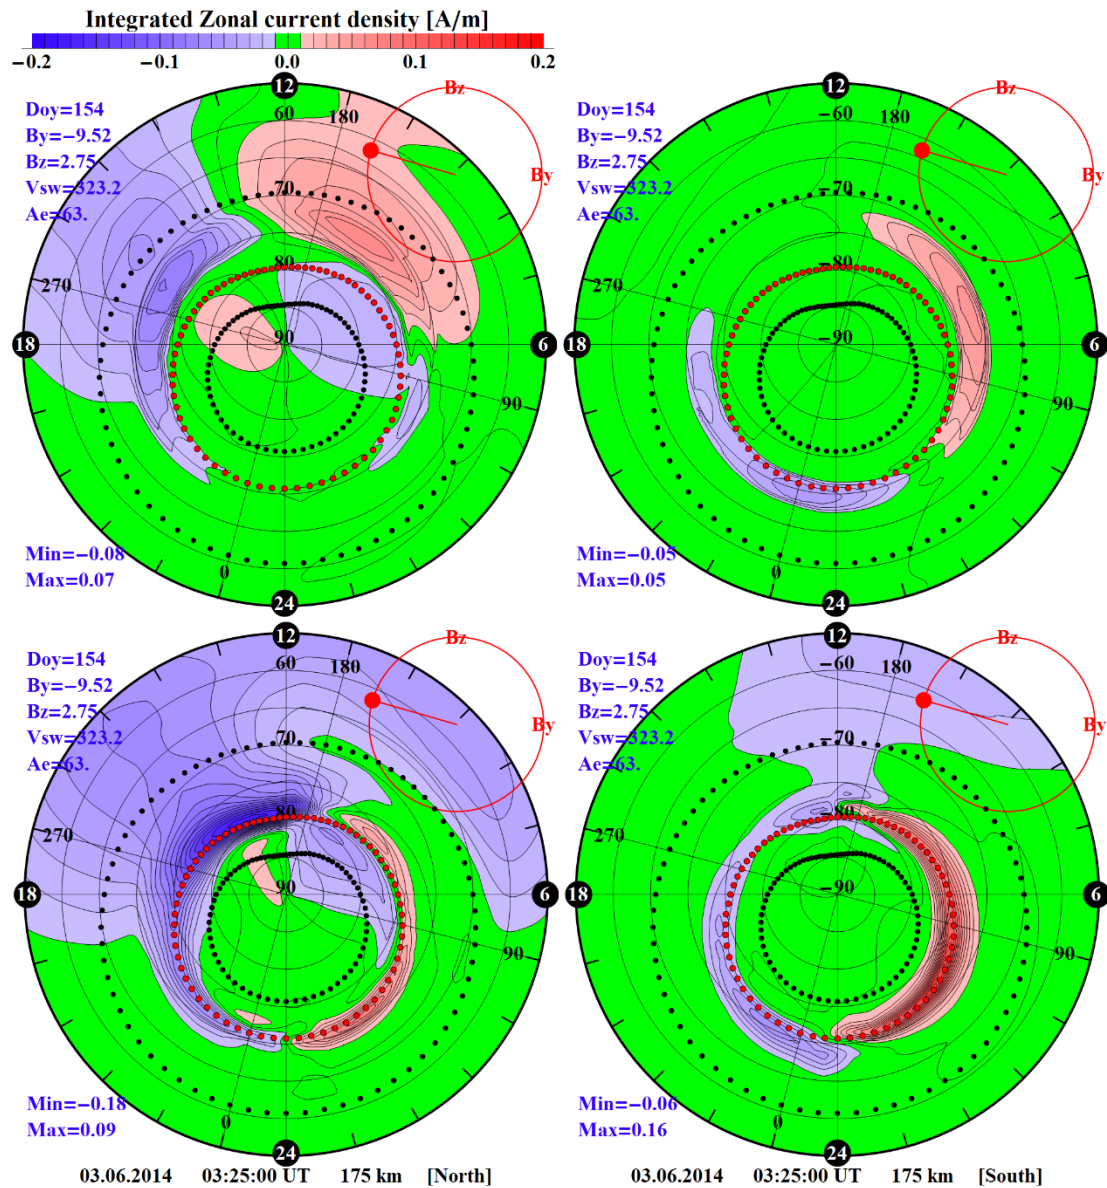 Integrated Zonal current density [A/m]
−0.2 −0.1 0.0 0.1 0.2
Doy=154
By=−9.52
Bz=2.75
Vsw=323.2
Ae=63.
12
60
180
Bz
By
70
80
90
270
18
6
90
0
24
Min=−0.08
Max=0.07
Doy=154
By=−9.52
Bz=2.75
Vsw=323.2
Ae=63.
12
−60
180
Bz
By
−70
−80
−90
270
18
6
90
0
24
Min=−0.05
Max=0.05
Doy=154
By=−9.52
Bz=2.75
Vsw=323.2
Ae=63.
12
60
180
Bz
By
70
80
90
270
18
6
90
0
24
Min=−0.18
Max=0.09
03.06.2014 03:25:00 UT 175 km [North]
Doy=154
By=−9.52
Bz=2.75
Vsw=323.2
Ae=63.
12
−60
180
Bz
By
−70
−80
−90
270
18
6
90
0
24
Min=−0.06
Max=0.16
03.06.2014 03:25:00 UT 175 km [South]